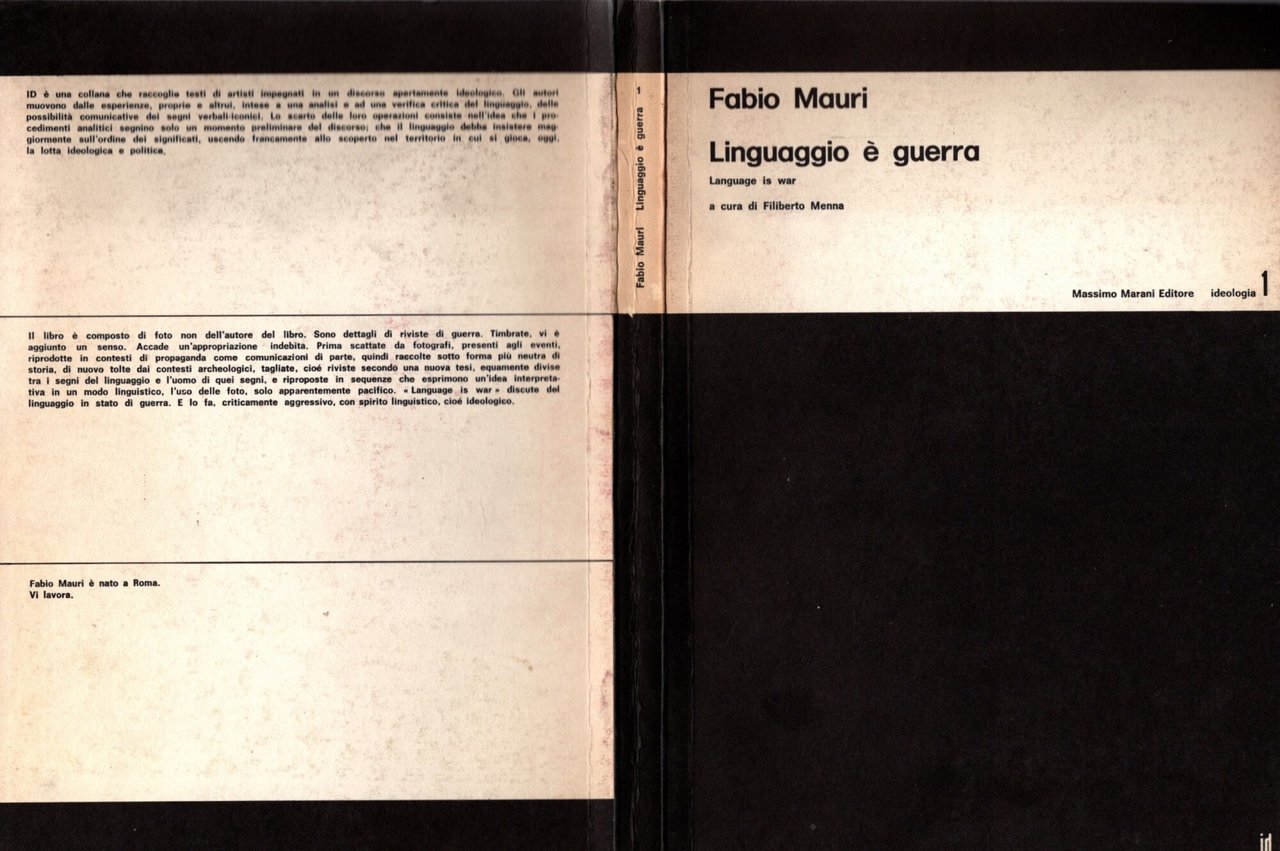 ID è una collana che raccoglie testi di artisti impegnati in un discorso apertamente ideologico. Gli autori
muovono dalle esperienze, proprie e altrui, intese a una analisi e ad una verifica critica del linguaggio, delle
possibilità comunicative dei segni verbali-iconici. Lo scarto delle loro operazioni consiste nell'idea che i pro-
cedimenti analitici segnino solo un momento preliminare del discorso; che il linguaggio debba insistere mag-
giormente sull'ordine dei significati, uscendo francamente allo scoperto nel territorio in cui si gioca, oggi,
la lotta ideologica e politica.
Il libro è composto di foto non dell'autore del libro. Sono dettagli di riviste di guerra. Timbrate, vi è
aggiunto un senso. Accade un'appropriazione indebita. Prima scattate da fotografi, presenti agli eventi,
riprodotte in contesti di propaganda come comunicazioni di parte, quindi raccolte sotto forma più neutra di
storia, di nuovo tolte dai contesti archeologici, tagliate, cioé riviste secondo una nuova tesi, equamente divise
tra i segni del linguaggio e l'uomo di quei segni, e riproposte in sequenze che esprimono un'idea interpreta-
tiva in un modo linguistico, l'uso delle foto, solo apparentemente pacifico. « Language is war » discute del
linguaggio in stato di guerra. E lo fa, criticamente aggressivo, con spirito linguistico, cioé ideologico.
Fabio Mauri è nato a Roma.
Vi lavora.
Fabio Mauri Linguaggio è guerra 1
Fabio Mauri
Linguaggio è guerra
Language is war
a cura di Filiberto Menna
Massimo Marani Editore ideologia 1
id